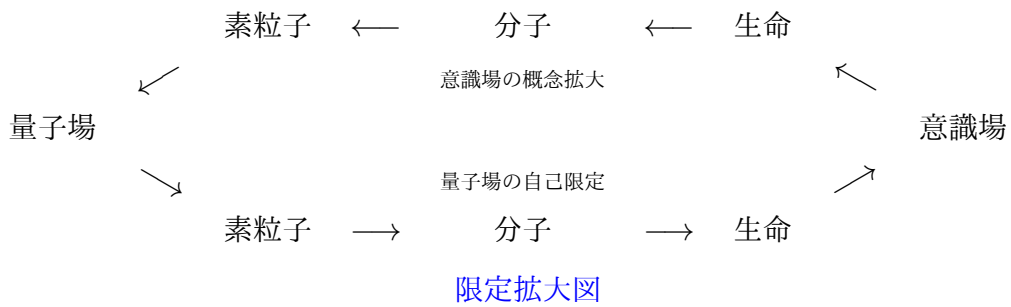 素粒子 ← 分子 ← 生命
意識場の概念拡大
量子場 意識場
量子場の自己限定
素粒子 → 分子 → 生命
限定拡大図